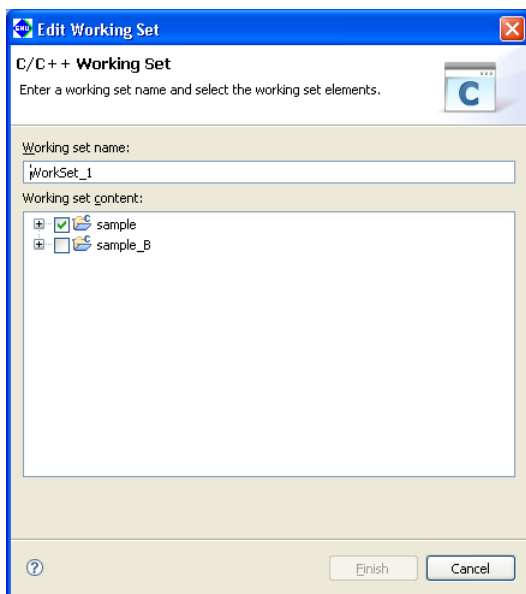 GNU Edit Working Set
C/C++ Working Set
Enter a working set name and select the working set elements.
C
Working set name:
WorkSet_1
Working set content:
C sample
C sample_B
?
Finish Cancel